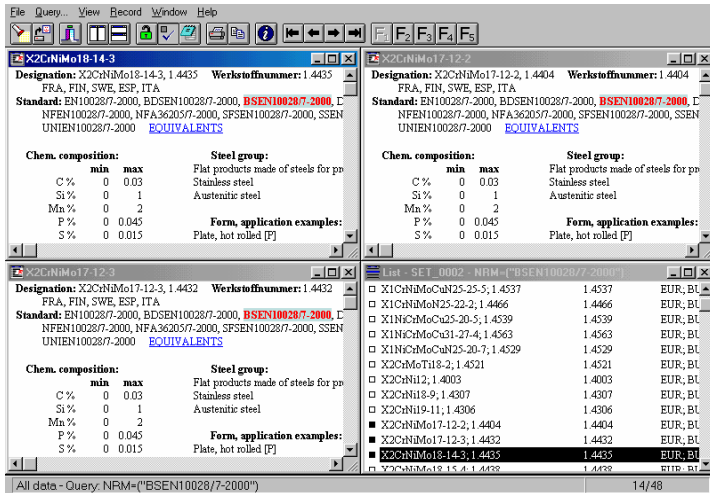 File Query... View Record Window Help
F1 F2 F3 F4 F5
X2CrNiMo18-14-3
Designation: X2CrNiMo18-14-3, 1.4435 Werkstoffnummer: 1.4435
FRA, FIN, SWE, ESP, ITA
Standard: EN10028/7-2000, BDSEN10028/7-2000, BSEN10028/7-2000, D
NFEN10028/7-2000, NFA36205/7-2000, SFSEN10028/7-2000, SSEN
UNIEN10028/7-2000 EQUIVALENTS
Chem. composition: Steel group:
min max Flat products made of steels for pr
C % 0 0.03 Stainless steel
Si % 0 1 Austenitic steel
Mn % 0 2
P % 0 0.045 Form, application examples:
S % 0 0.015 Plate, hot rolled [P]
X2CrNiMo17-12-2
Designation: X2CrNiMo17-12-2, 1.4404 Werkstoffnummer: 1.4404
FRA, FIN, SWE, ESP, ITA
Standard: EN10028/7-2000, BDSEN10028/7-2000, BSEN10028/7-2000, D
NFEN10028/7-2000, NFA36205/7-2000, SFSEN10028/7-2000, SSEN
UNIEN10028/7-2000 EQUIVALENTS
Chem. composition: Steel group:
min max Flat products made of steels for pr
C % 0 0.03 Stainless steel
Si % 0 1 Austenitic steel
Mn % 0 2
P % 0 0.045 Form, application examples:
S % 0 0.015 Plate, hot rolled [P]
X2CrNiMo17-12-3
Designation: X2CrNiMo17-12-3, 1.4432 Werkstoffnummer: 1.4432
FRA, FIN, SWE, ESP, ITA
Standard: EN10028/7-2000, BDSEN10028/7-2000, BSEN10028/7-2000, D
NFEN10028/7-2000, NFA36205/7-2000, SFSEN10028/7-2000, SSEN
UNIEN10028/7-2000 EQUIVALENTS
Chem. composition: Steel group:
min max Flat products made of steels for pr
C % 0 0.03 Stainless steel
Si % 0 1 Austenitic steel
Mn % 0 2
P % 0 0.045 Form, application examples:
S % 0 0.015 Plate, hot rolled [P]
List - SET_0002 - NRM=("BSEN10028/7-2000")
X1CrNiMoCuN25-25-5; 1.4537 1.4537 EUR; BU
X1CrNiMoN25-22-2; 1.4466 1.4466 EUR; BU
X1NiCrMoCu25-20-5; 1.4539 1.4539 EUR; BU
X1NiCrMoCu31-27-4; 1.4563 1.4563 EUR; BU
X1NiCrMoCuN25-20-7; 1.4529 1.4529 EUR; BU
X2CrMoTi18-2; 1.4521 1.4521 EUR; BU
X2CrNi12; 1.4003 1.4003 EUR; BU
X2CrNi18-9; 1.4307 1.4307 EUR; BU
X2CrNi19-11; 1.4306 1.4306 EUR; BU
X2CrNiMo17-12-2; 1.4404 1.4404 EUR; BU
X2CrNiMo17-12-3; 1.4432 1.4432 EUR; BU
X2CrNiMo18-14-3; 1.4435 1.4435 EUR; BU
X2CrNiMo18-15-4; 1.4438 1.4438 EUR; BU
All data - Query: NRM=("BSEN10028/7-2000") 14/48